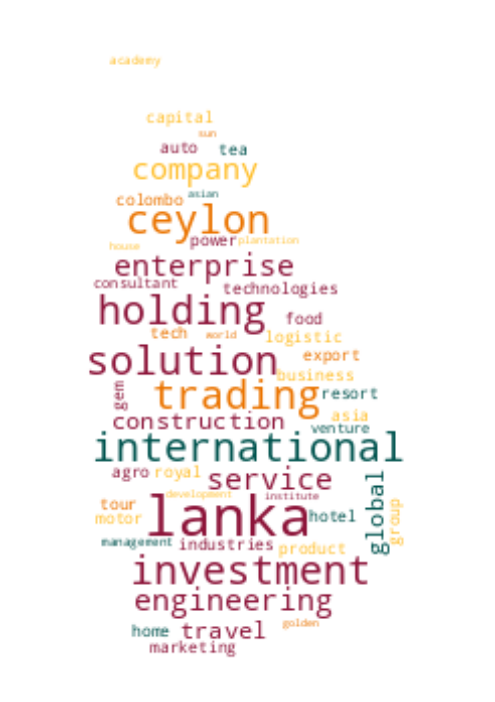 academy
capital
sun
auto tea
company
asian
colombo
ceylon
power plantation
house
enterprise
consultant technologies
holding food
tech world logistic
solution export
business
gem trading resort
asia
construction venture
international
agro royal service
global
development institute
tour lanka hotel group
motor
management industries product
investment
engineering
golden
home travel
marketing